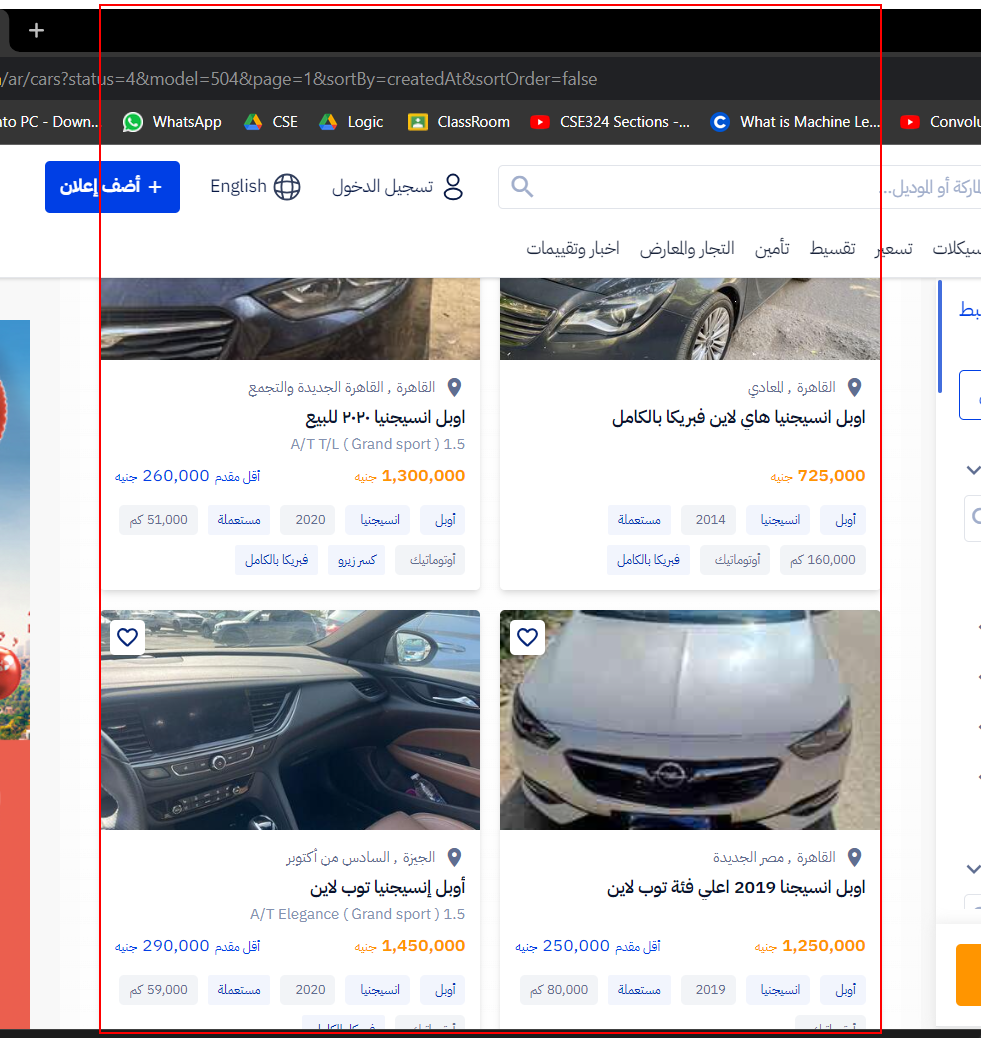 /ar/cars?status=4&model=504&page=1&sortBy=createdAt&sortOrder=false
to PC - Down...
WhatsApp
CSE
Logic
ClassRoom
CSE324 Sections -...
What is Machine Le...
Convolu
ماركة أو الموديل...
تسجيل الدخول
English
+ أضف إعلان
سيكلات
تسعير
تقسيط
تأمين
التجار والمعارض
اخبار وتقييمات
القاهرة , المعادي
اوبل انسيجنيا هاي لاين فبريكا بالكامل
725,000 جنيه
أوبل
انسيجنيا
2014
مستعملة
160,000 كم
أوتوماتيك
فبريكا بالكامل
القاهرة , القاهرة الجديدة والتجمع
اوبل انسيجنيا ٢٠٢٠ للبيع
A/T T/L ( Grand sport ) 1.5
1,300,000 جنيه
أقل مقدم 260,000 جنيه
أوبل
انسيجنيا
2020
مستعملة
51,000 كم
أوتوماتيك
كسر زيرو
فبريكا بالكامل
القاهرة , مصر الجديدة
اوبل انسيجنا 2019 اعلي فئة توب لاين
1,250,000 جنيه
أقل مقدم 250,000 جنيه
أوبل
انسيجنيا
2019
مستعملة
80,000 كم
أوتوماتيك
الجيزة , السادس من أكتوبر
أوبل إنسيجنيا توب لاين
A/T Elegance ( Grand sport ) 1.5
1,450,000 جنيه
أقل مقدم 290,000 جنيه
أوبل
انسيجنيا
2020
مستعملة
59,000 كم
أوتوماتيك
فبريكا بالكامل